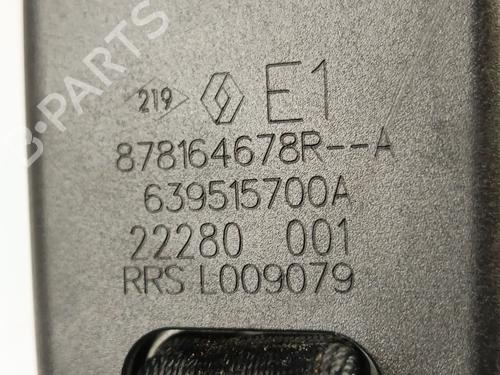 B-PARTS
219 E1
878164678R--A
639515700A
22280 001
RRS L009079